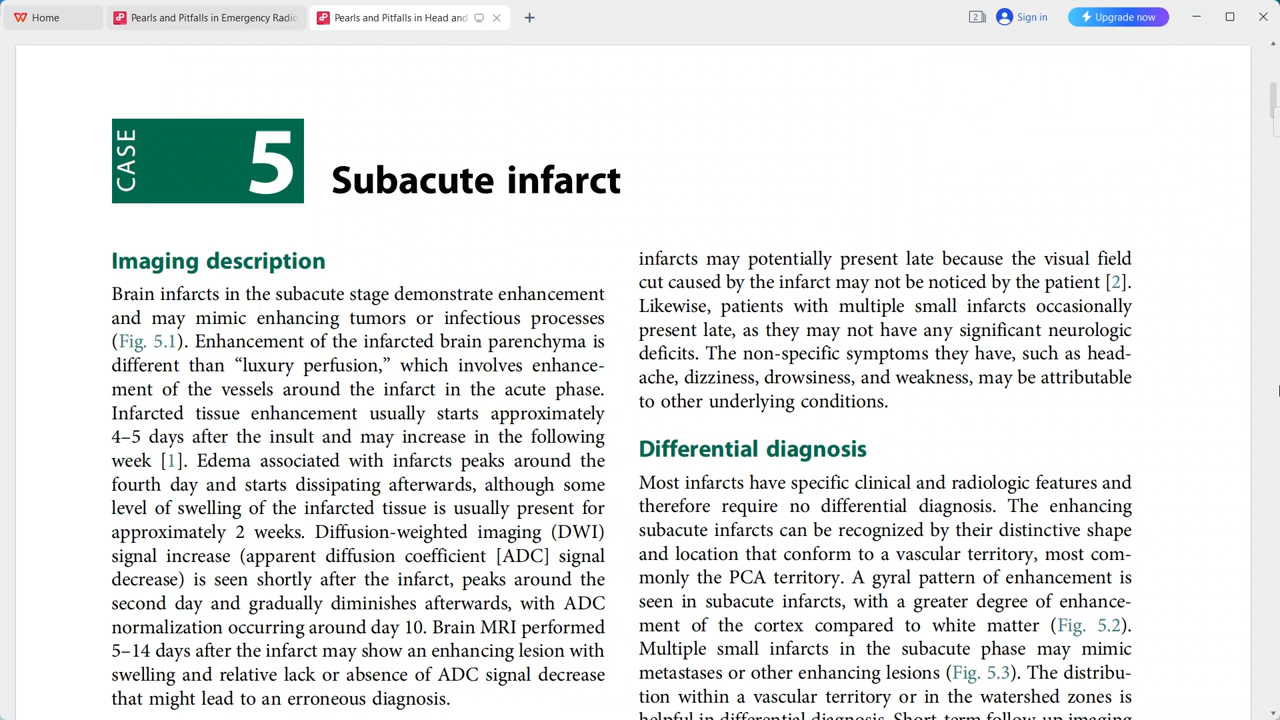 Home
Pearls and Pitfalls in Emergency Radio
Pearls and Pitfalls in Head and
2
Sign in
Upgrade now
CASE
5
Subacute infarct
Imaging description
Brain infarcts in the subacute stage demonstrate enhancement
and may mimic enhancing tumors or infectious processes
(Fig. 5.1). Enhancement of the infarcted brain parenchyma is
different than “luxury perfusion,” which involves enhance-
ment of the vessels around the infarct in the acute phase.
Infarcted tissue enhancement usually starts approximately
4–5 days after the insult and may increase in the following
week [1]. Edema associated with infarcts peaks around the
fourth day and starts dissipating afterwards, although some
level of swelling of the infarcted tissue is usually present for
approximately 2 weeks. Diffusion-weighted imaging (DWI)
signal increase (apparent diffusion coefficient [ADC] signal
decrease) is seen shortly after the infarct, peaks around the
second day and gradually diminishes afterwards, with ADC
normalization occurring around day 10. Brain MRI performed
5–14 days after the infarct may show an enhancing lesion with
swelling and relative lack or absence of ADC signal decrease
that might lead to an erroneous diagnosis.
infarcts may potentially present late because the visual field
cut caused by the infarct may not be noticed by the patient [2].
Likewise, patients with multiple small infarcts occasionally
present late, as they may not have any significant neurologic
deficits. The non-specific symptoms they have, such as head-
ache, dizziness, drowsiness, and weakness, may be attributable
to other underlying conditions.
Differential diagnosis
Most infarcts have specific clinical and radiologic features and
therefore require no differential diagnosis. The enhancing
subacute infarcts can be recognized by their distinctive shape
and location that conform to a vascular territory, most com-
monly the PCA territory. A gyral pattern of enhancement is
seen in subacute infarcts, with a greater degree of enhance-
ment of the cortex compared to white matter (Fig. 5.2).
Multiple small infarcts in the subacute phase may mimic
metastases or other enhancing lesions (Fig. 5.3). The distribu-
tion within a vascular territory or in the watershed zones is
helpful in differential diagnosis. Short-term follow-up imaging